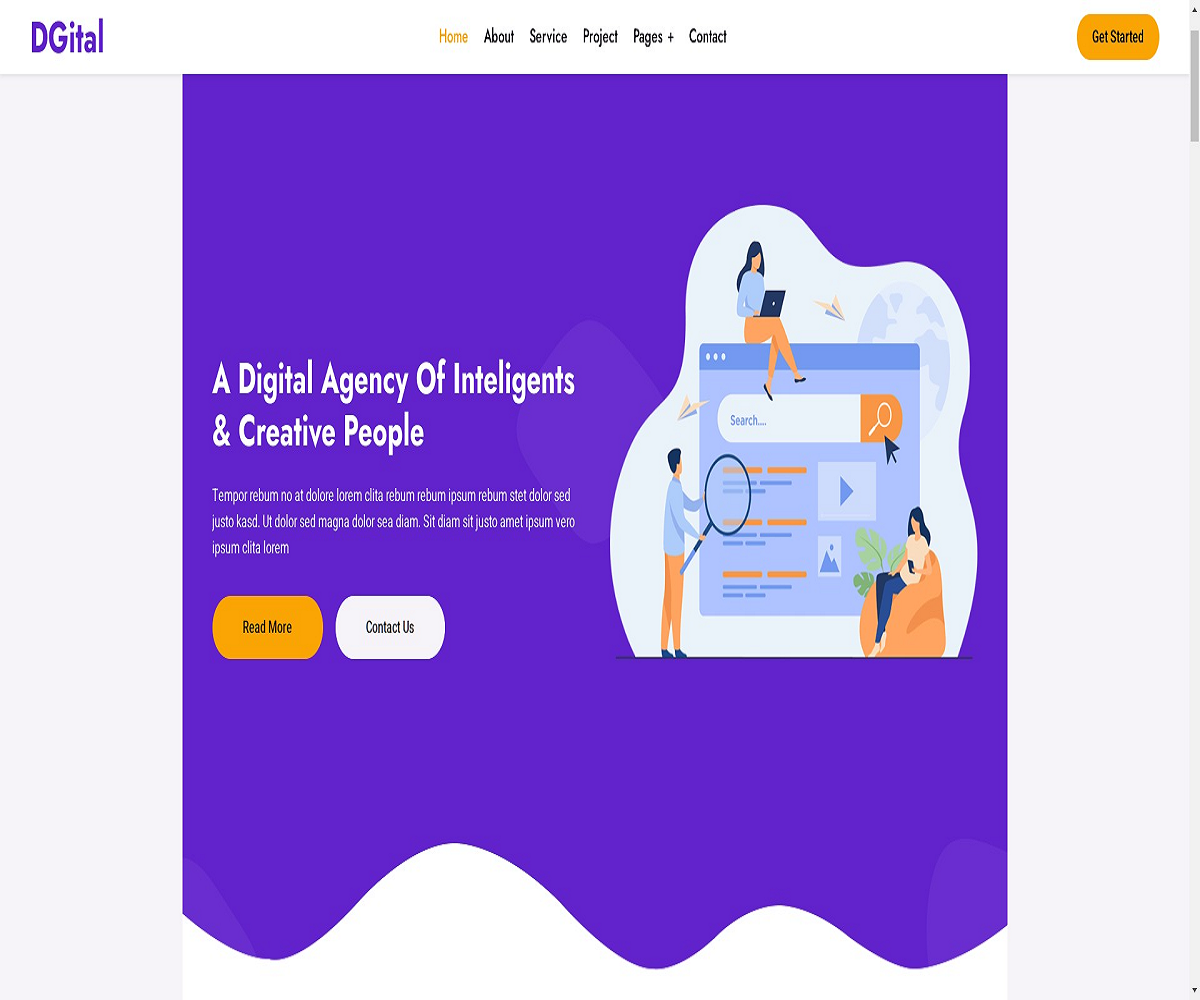 DGital
Home About Service Project Pages + Contact
Get Started
A Digital Agency Of Inteligents
& Creative People
Tempor rebum no at dolore lorem clita rebum rebum ipsum rebum stet dolor sed
justo kasd. Ut dolor sed magna dolor sea diam. Sit diam sit justo amet ipsum vero
ipsum clita lorem
Read More Contact Us
Search....